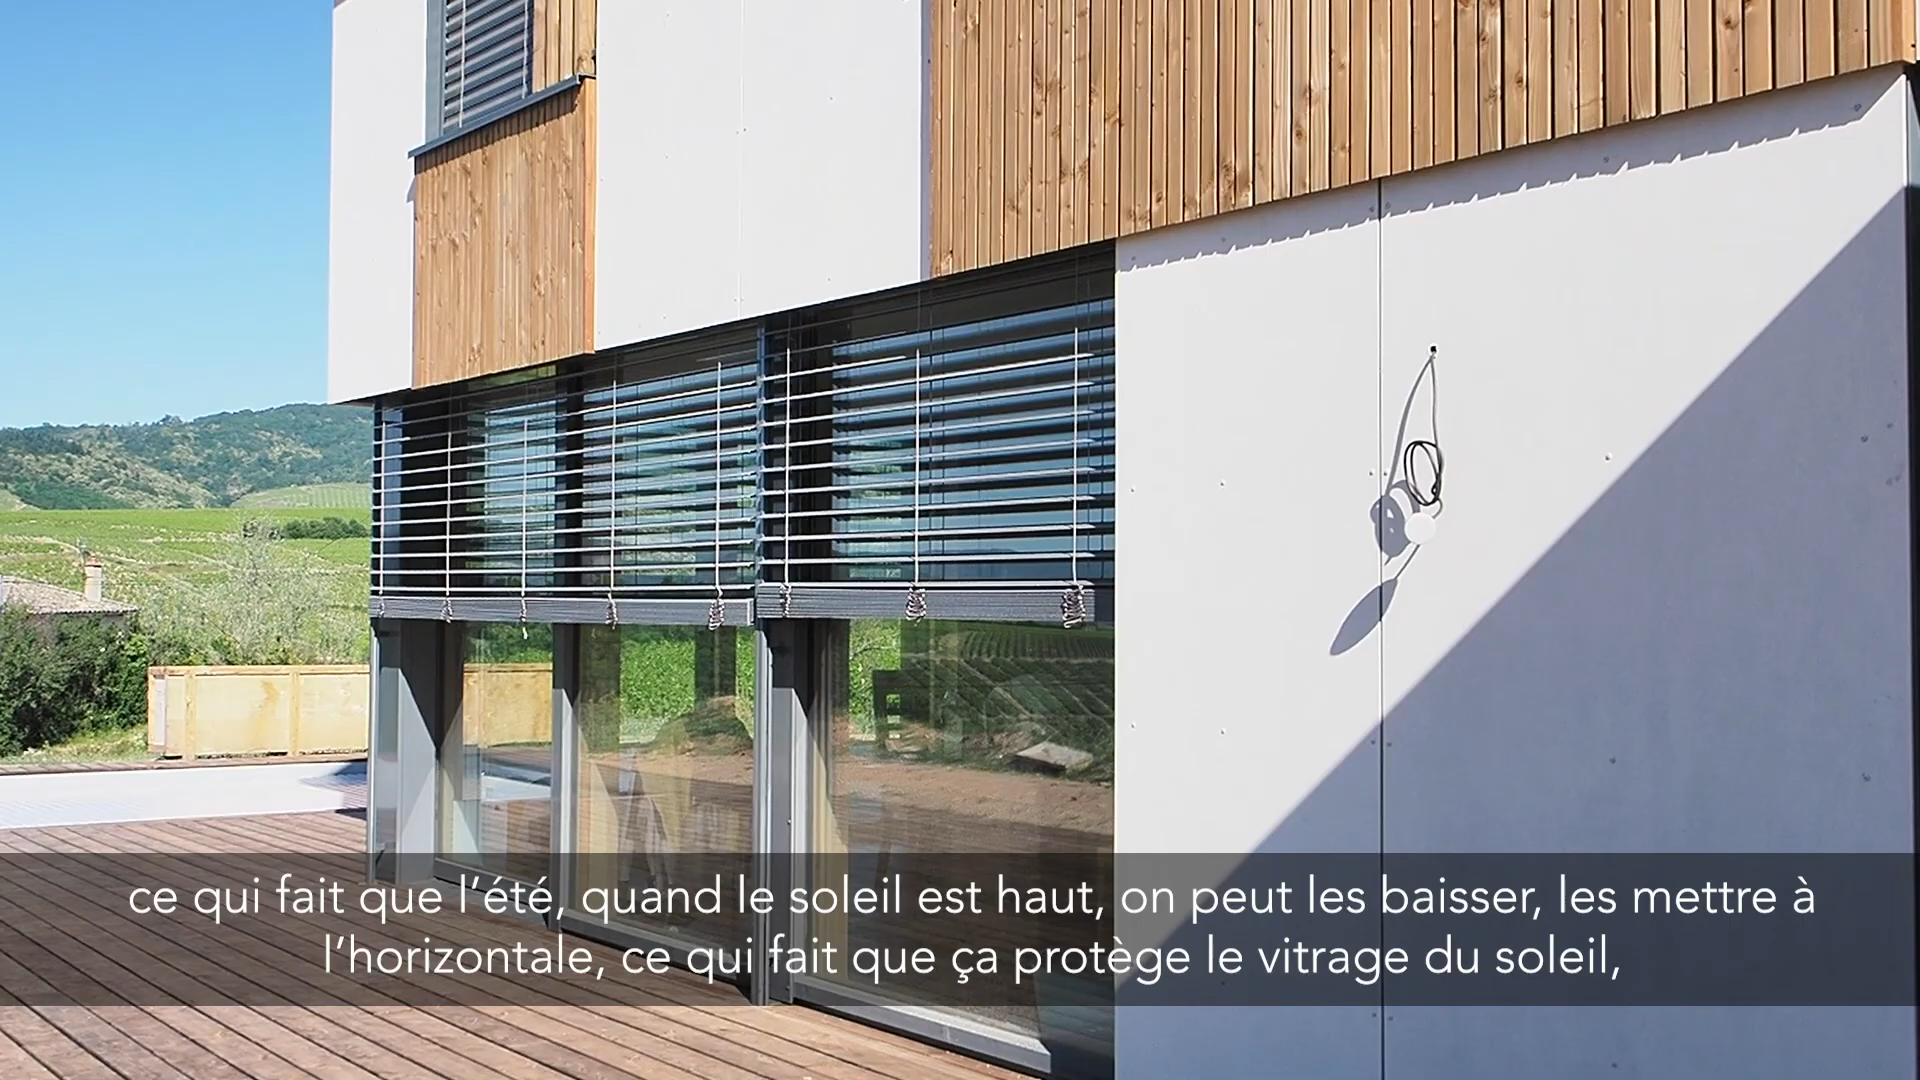 ce qui fait que l’été, quand le soleil est haut, on peut les baisser, les mettre à
l’horizontale, ce qui fait que ça protège le vitrage du soleil,